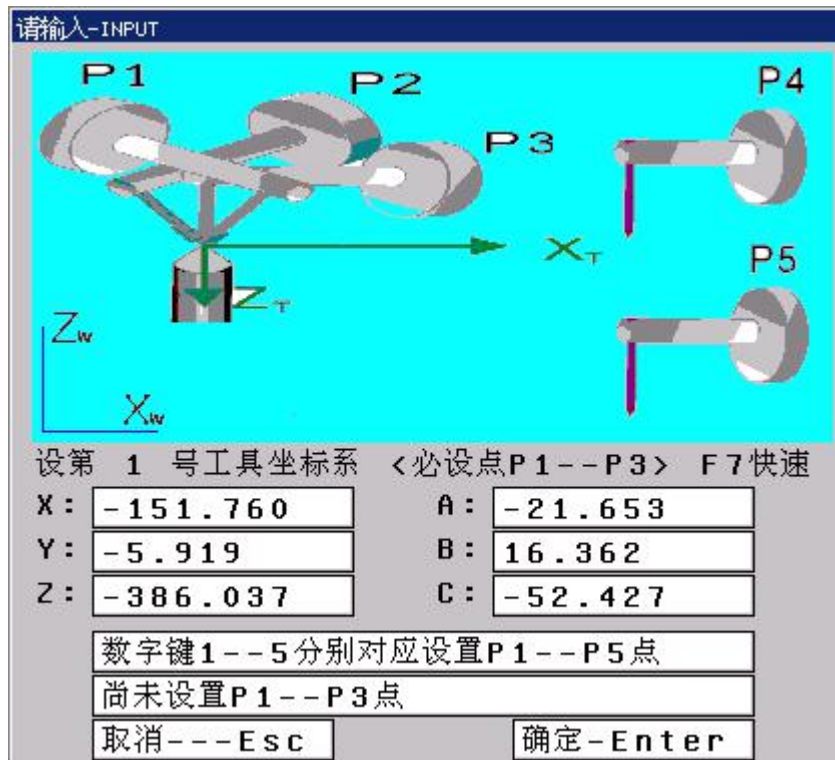 请输入-INPUT
P1
P2
P4
P3
XT
P5
ZT
Zw
Xw
设第 1 号工具坐标系 <必设点P1--P3> F7快速
X: -151.760 A: -21.653
Y: -5.919 B: 16.362
Z: -386.037 C: -52.427
数字键1--5分别对应设置P1--P5点
尚未设置P1--P3点
取消---Esc 确定-Enter